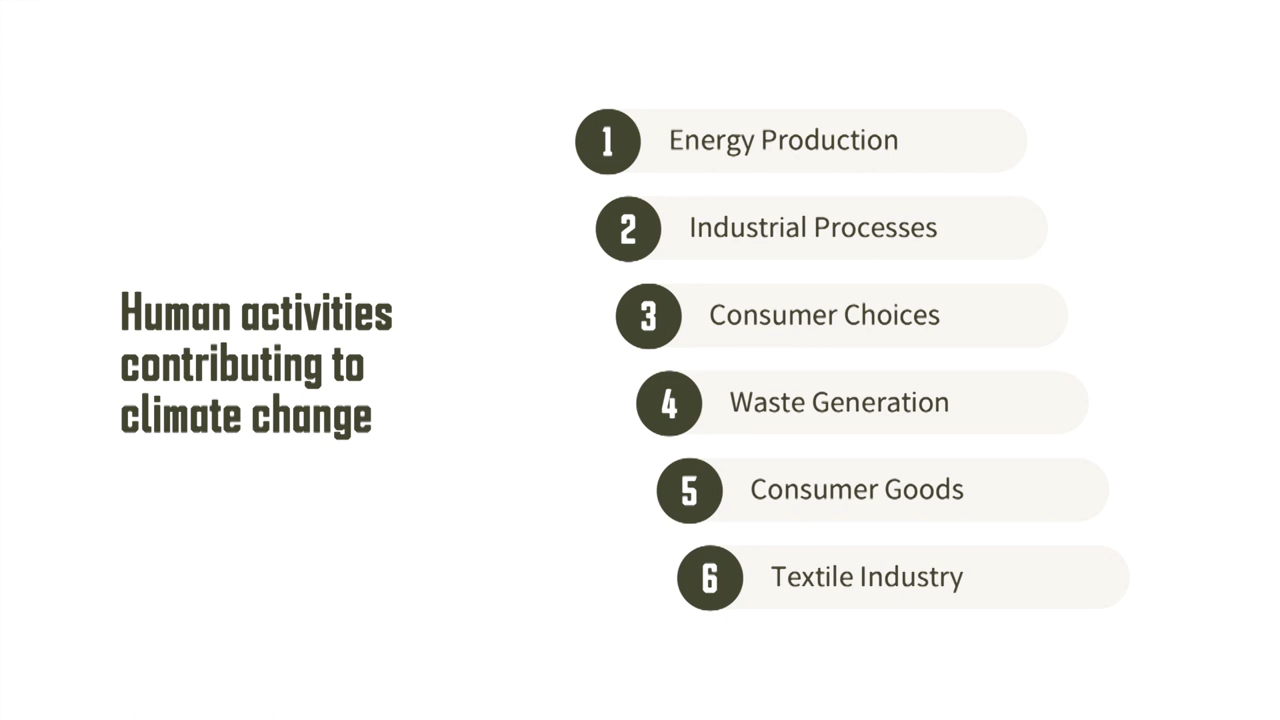 Human activities
contributing to
climate change
1 Energy Production
2 Industrial Processes
3 Consumer Choices
4 Waste Generation
5 Consumer Goods
6 Textile Industry